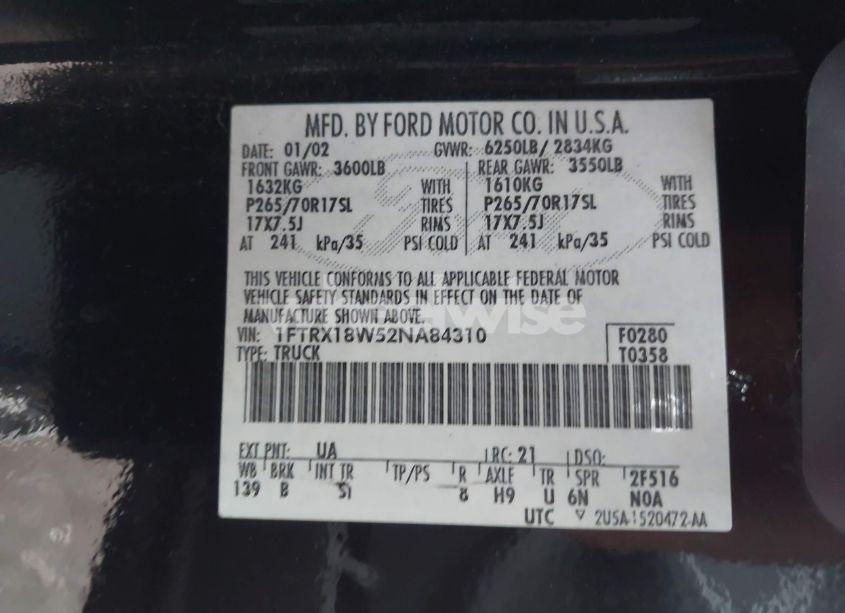 MFD. BY FORD MOTOR CO. IN U.S.A.
DATE: 01/02 GVWR: 6250LB/ 2834KG
FRONT GAWR: 3600LB REAR GAWR: 3550LB
1632KG WITH 1610KG WITH
P265/70R17SL TIRES P265/70R17SL TIRES
17X7.5J RIMS 17X7.5J RIMS
AT 241 kPa/35 PSI COLD AT 241 kPa/35 PSI COLD
THIS VEHICLE CONFORMS TO ALL APPLICABLE FEDERAL MOTOR
VEHICLE SAFETY STANDARDS IN EFFECT ON THE DATE OF
MANUFACTURE SHOWN ABOVE.
VIN: 1FTRX18W52NA84310 F0280
TYPE: TRUCK T0358
EXT PNT: UA RC: 21 DSO:
WB BRK INT TR TP/PS R AXLE TR SPR 2F516
139 B 8 H9 U 6N N0A
UTC ▽ 2U5A-1520472-AA